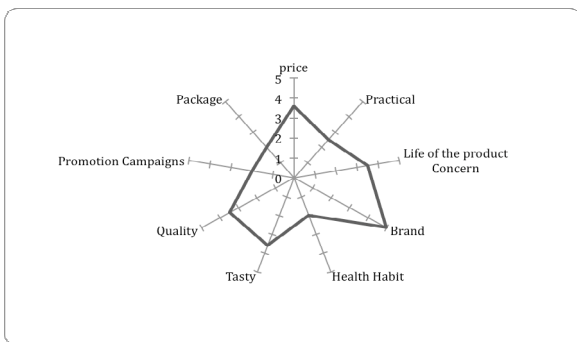 price
5
4
3
2
1
0
Practical
Life of the product
Concern
Brand
Health Habit
Tasty
Quality
Promotion Campaigns
Package